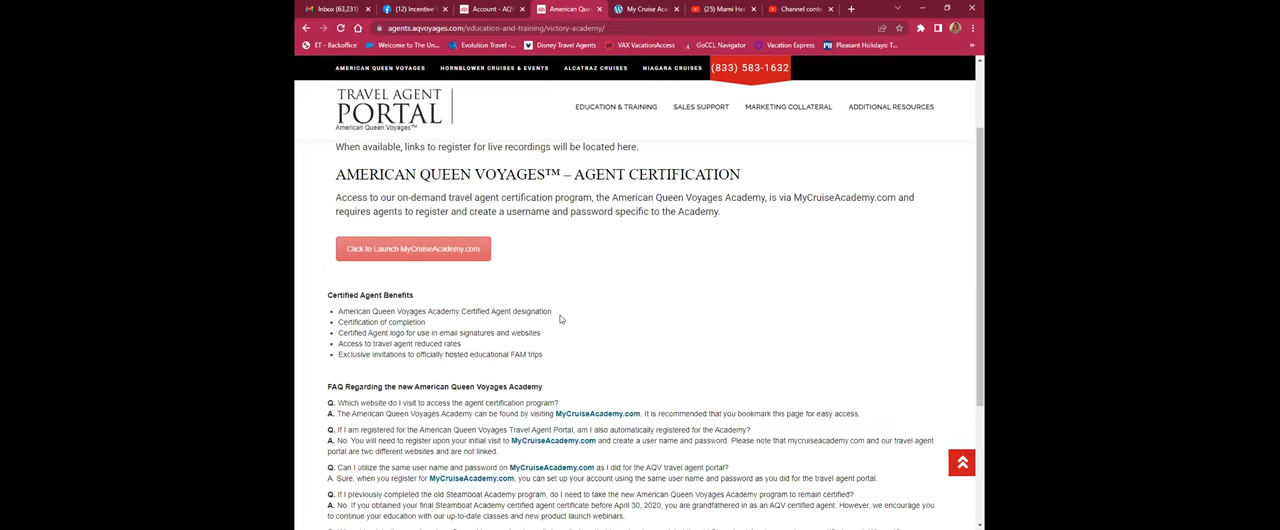 Inbox (63,231)
(12) Incentive
Account - AQV
American Que
My Cruise Aca
(25) Mami Her
Channel conte
agents.aqvoyages.com/education-and-training/victory-academy/
ET - Backoffice
Welcome to The Un...
Evolution Travel -...
Disney Travel Agents
VAX VacationAccess
GoCCL Navigator
Vacation Express
Pleasant Holidays: T...
AMERICAN QUEEN VOYAGES
HORNBLOWER CRUISES & EVENTS
ALCATRAZ CRUISES
NIAGARA CRUISES
(833) 583-1632
TRAVEL AGENT
PORTAL
American Queen Voyages™
EDUCATION & TRAINING
SALES SUPPORT
MARKETING COLLATERAL
ADDITIONAL RESOURCES
When available, links to register for live recordings will be located here.
AMERICAN QUEEN VOYAGES™ – AGENT CERTIFICATION
Access to our on-demand travel agent certification program, the American Queen Voyages Academy, is via MyCruiseAcademy.com and
requires agents to register and create a username and password specific to the Academy.
Click to Launch MyCruiseAcademy.com
Certified Agent Benefits
• American Queen Voyages Academy Certified Agent designation
• Certification of completion
• Certified Agent logo for use in email signatures and websites
• Access to travel agent reduced rates
• Exclusive invitations to officially hosted educational FAM trips
FAQ Regarding the new American Queen Voyages Academy
Q. Which website do I visit to access the agent certification program?
A. The American Queen Voyages Academy can be found by visiting MyCruiseAcademy.com. It is recommended that you bookmark this page for easy access.
Q. If I am registered for the American Queen Voyages Travel Agent Portal, am I also automatically registered for the Academy?
A. No. You will need to register upon your initial visit to MyCruiseAcademy.com and create a user name and password. Please note that mycruiseacademy.com and our travel agent
portal are two different websites and are not linked.
Q. Can I utilize the same user name and password on MyCruiseAcademy.com as I did for the AQV travel agent portal?
A. Sure, when you register for MyCruiseAcademy.com, you can set up your account using the same user name and password as you did for the travel agent portal.
Q. If I previously completed the old Steamboat Academy program, do I need to take the new American Queen Voyages Academy program to remain certified?
A. No. If you obtained your final Steamboat Academy certified agent certificate before April 30, 2020, you are grandfathered in as an AQV certified agent. However, we encourage you
to continue your education with our up-to-date classes and new product launch webinars.